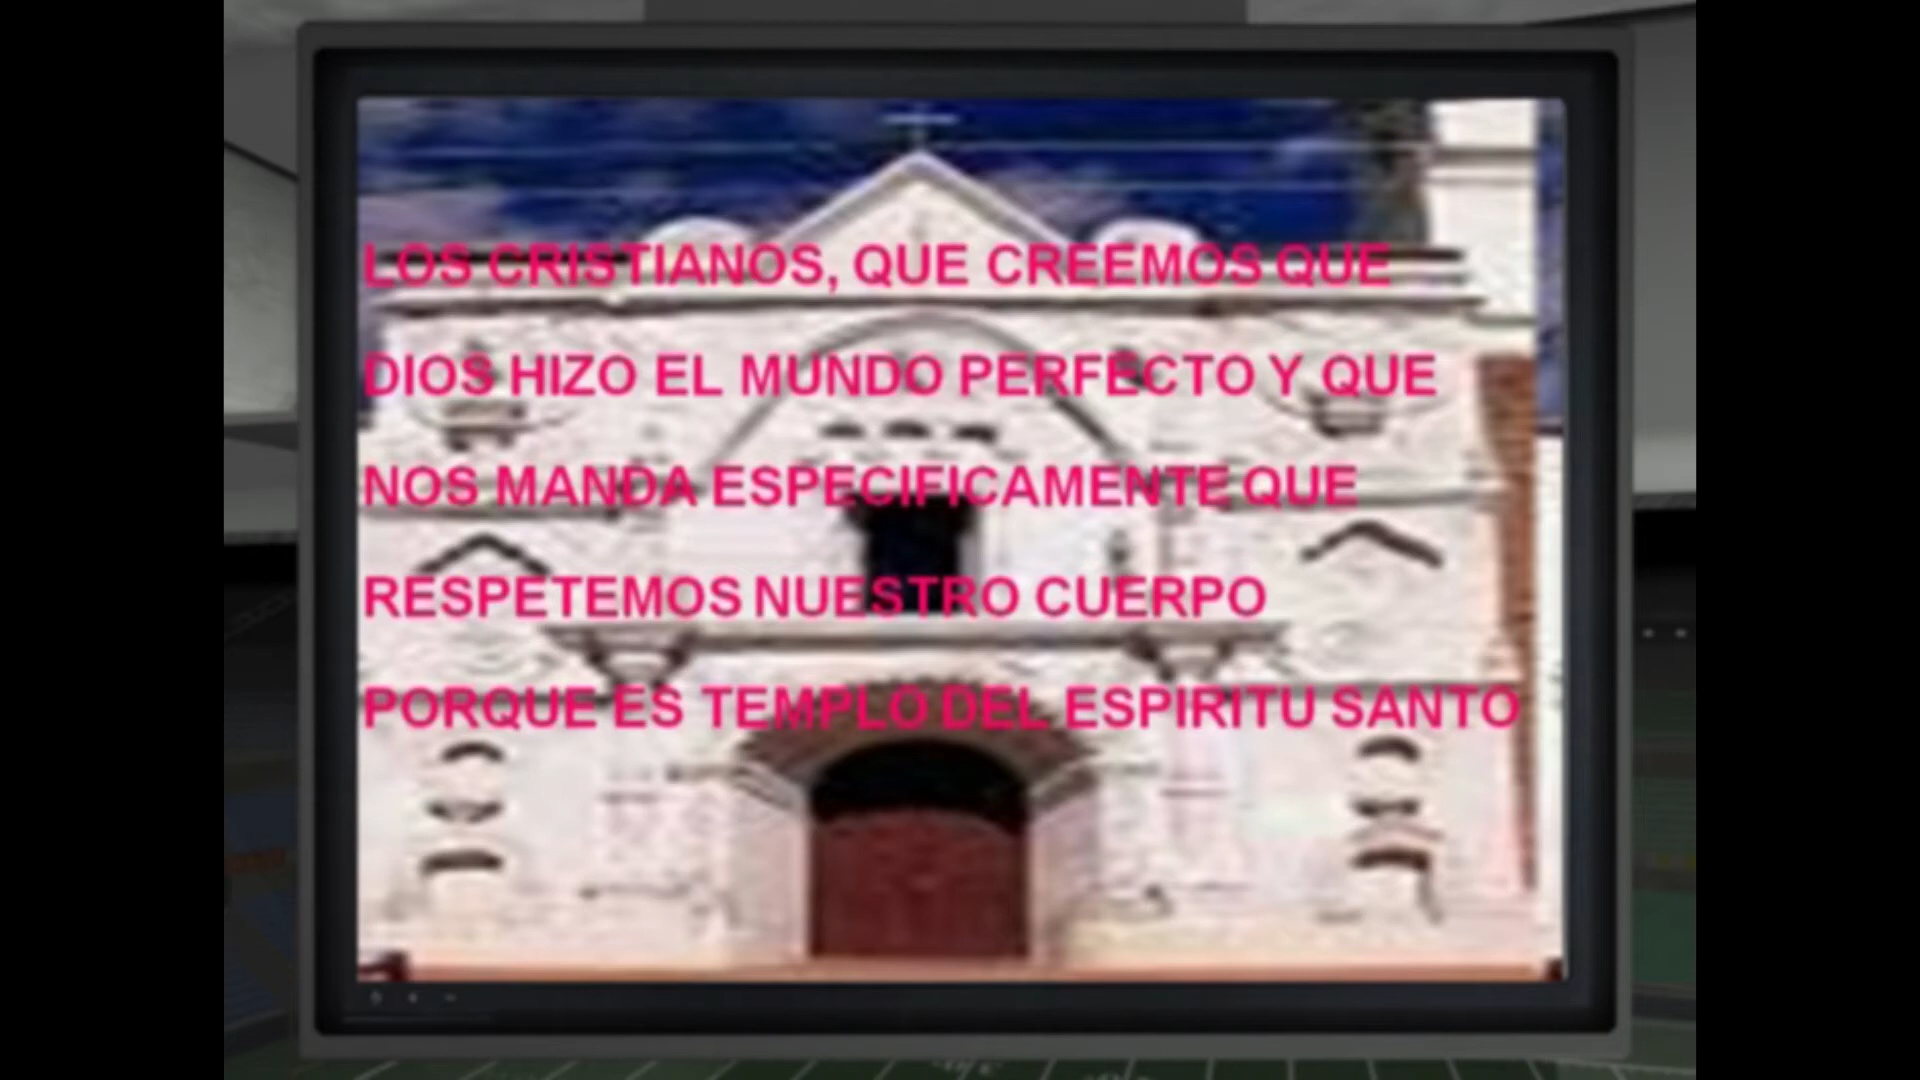 LOS CRISTIANOS, QUE CREEMOS QUE
DIOS HIZO EL MUNDO PERFECTO Y QUE
NOS MANDA ESPECIFICAMENTE QUE
RESPETEMOS NUESTRO CUERPO
PORQUE ES TEMPLO DEL ESPIRITU SANTO